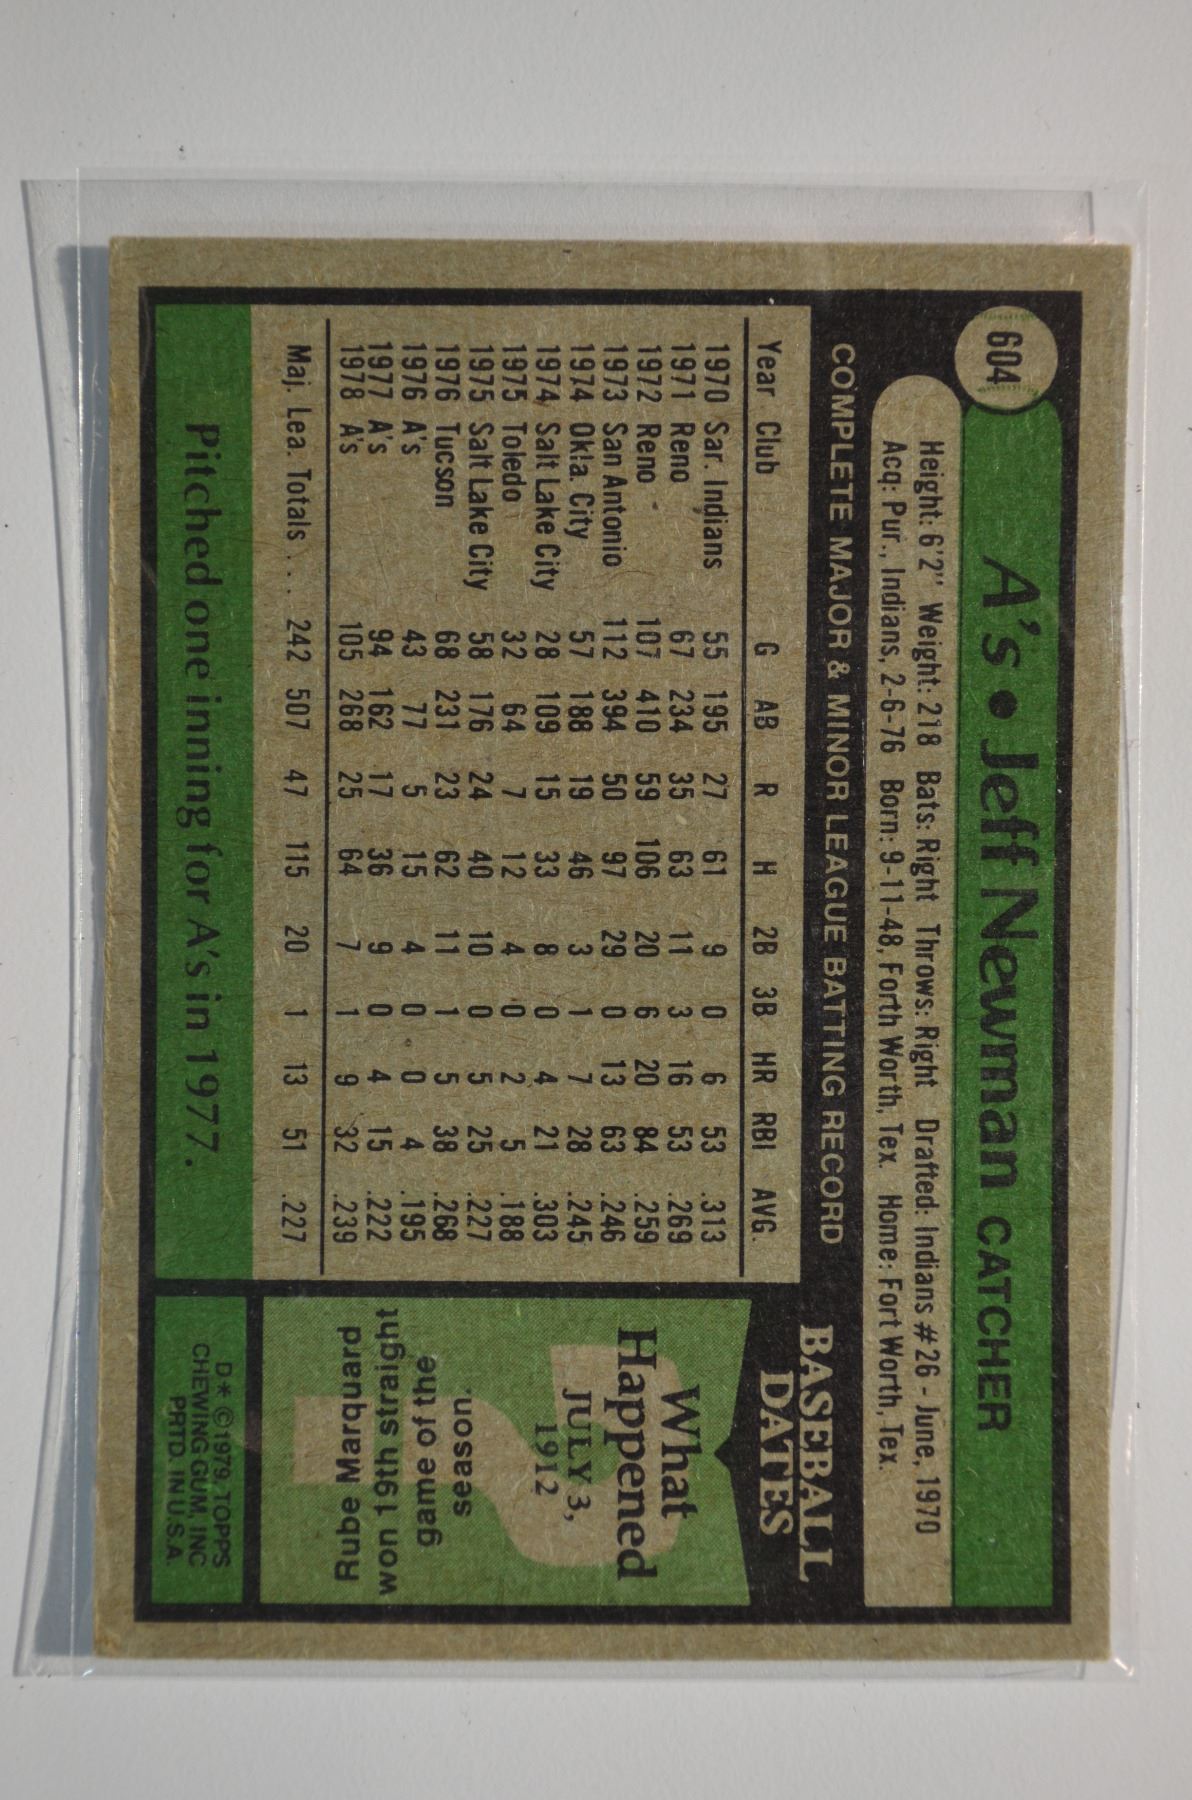 604
A's • Jeff Newman CATCHER
Height: 6'2" Weight: 218 Bats: Right Throws: Right Drafted: Indians #26 - June, 1970
Acq: Pur., Indians, 2-6-76 Born: 9-11-48, Forth Worth, Tex. Home: Fort Worth, Tex.
COMPLETE MAJOR & MINOR LEAGUE BATTING RECORD
Year Club G AB R H 2B 3B HR RBI AVG.
1970 Sar. Indians 55 195 27 61 9 0 6 53 .313
1971 Reno 67 234 35 63 11 3 16 53 .269
1972 Reno 107 410 59 106 20 6 20 84 .259
1973 San Antonio 112 394 50 97 29 0 13 63 .246
1974 Okla. City 57 188 19 46 3 1 7 28 .245
1974 Salt Lake City 28 109 15 33 8 0 4 21 .303
1975 Toledo 32 64 7 12 4 0 2 5 .188
1975 Salt Lake City 58 176 24 40 10 0 5 25 .227
1976 Tucson 68 231 23 62 11 1 5 38 .268
1976 A's 43 77 5 15 4 0 0 4 .195
1977 A's 94 162 17 36 9 0 4 15 .222
1978 A's 105 268 25 64 7 1 9 32 .239
Maj. Lea. Totals . . . 242 507 47 115 20 1 13 51 .227
Pitched one inning for A's in 1977.
BASEBALL
DATES
What
Happened
JULY 3,
1912
Rube Marquard
won 19th straight
game of the
season.
D* ©1979 TOPPS
CHEWING GUM, INC
PRTD. IN U.S.A.